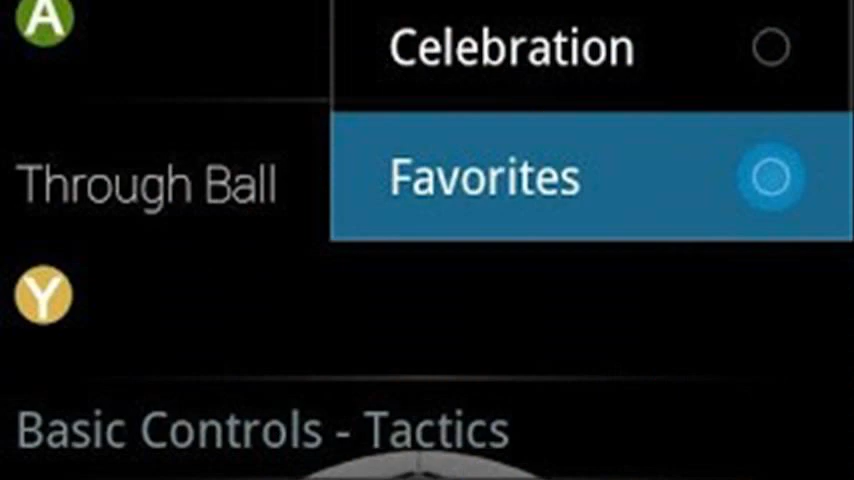 A
Celebration
Through Ball
Favorites
Y
Basic Controls - Tactics